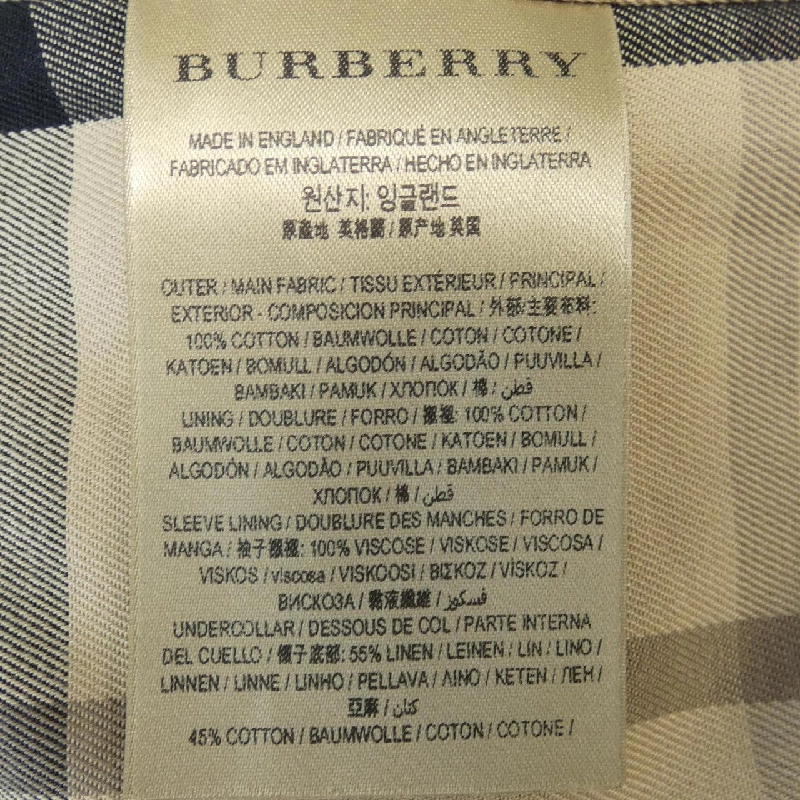 BURBERRY
MADE IN ENGLAND / FABRIQUÉ EN ANGLETERRE /
FABRICADO EM INGLATERRA / HECHO EN INGLATERRA
원산지: 잉글랜드
原產地 英格蘭 / 原产地 英国
OUTER / MAIN FABRIC / TISSU EXTÉRIEUR / PRINCIPAL /
EXTERIOR - COMPOSICION PRINCIPAL / 外部/主要布料:
100% COTTON / BAUMWOLLE / COTON / COTONE /
KATOEN / BOMULL / ALGODÓN / ALGODÃO / PUUVILLA /
BAMBAKI / PAMUK / ХЛОПОК / 棉 / قطن /
LINING / DOUBLURE / FORRO / 襯裡: 100% COTTON /
BAUMWOLLE / COTON / COTONE / KATOEN / BOMULL /
ALGODÓN / ALGODÃO / PUUVILLA / BAMBAKI / PAMUK /
ХЛОПОК / 棉 / قطن /
SLEEVE LINING / DOUBLURE DES MANCHES / FORRO DE
MANGA / 袖子襯裡: 100% VISCOSE / VISKOSE / VISCOSA /
VISKOS / viscosa / VISKOOSI / ΒΙΣΚΟΖ / VİSKOZ /
ВИСКОЗА / 黏液纖維 / فسكوز /
UNDERCOLLAR / DESSOUS DE COL / PARTE INTERNA
DEL CUELLO / 領子底部: 55% LINEN / LEINEN / LIN / LINO /
LINNEN / LINNE / LINHO / PELLAVA / ΛΙΝΟ / KETEN / ЛЕН /
亞麻 / كتان /
45% COTTON / BAUMWOLLE / COTON / COTONE /